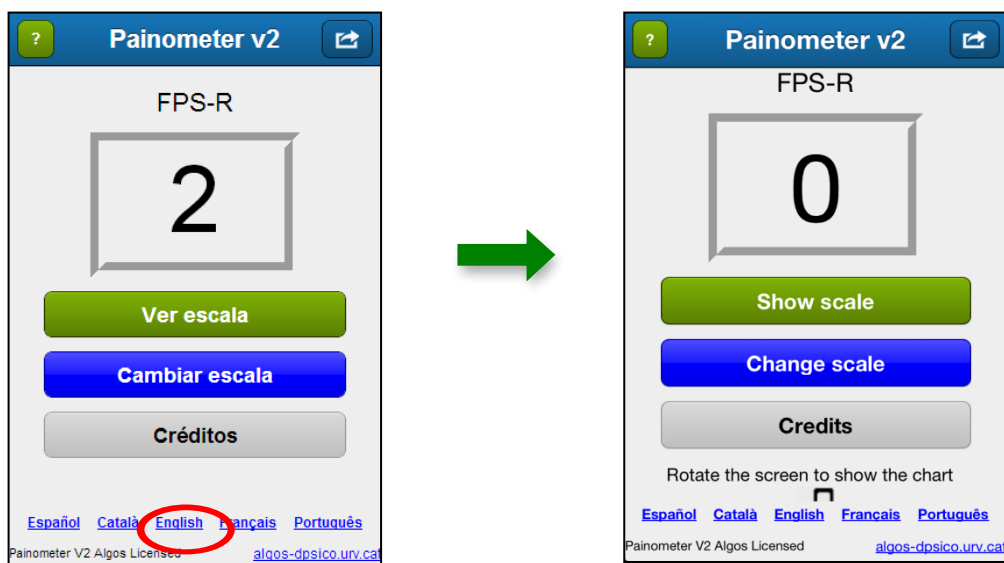 ? Painometer v2
FPS-R
2
Ver escala
Cambiar escala
Créditos
Español Català English Français Português
Painometer V2 Algos Licensed algos-dpsico.urv.cat
? Painometer v2
FPS-R
0
Show scale
Change scale
Credits
Rotate the screen to show the chart
Español Català English Français Português
Painometer V2 Algos Licensed algos-dpsico.urv.cat